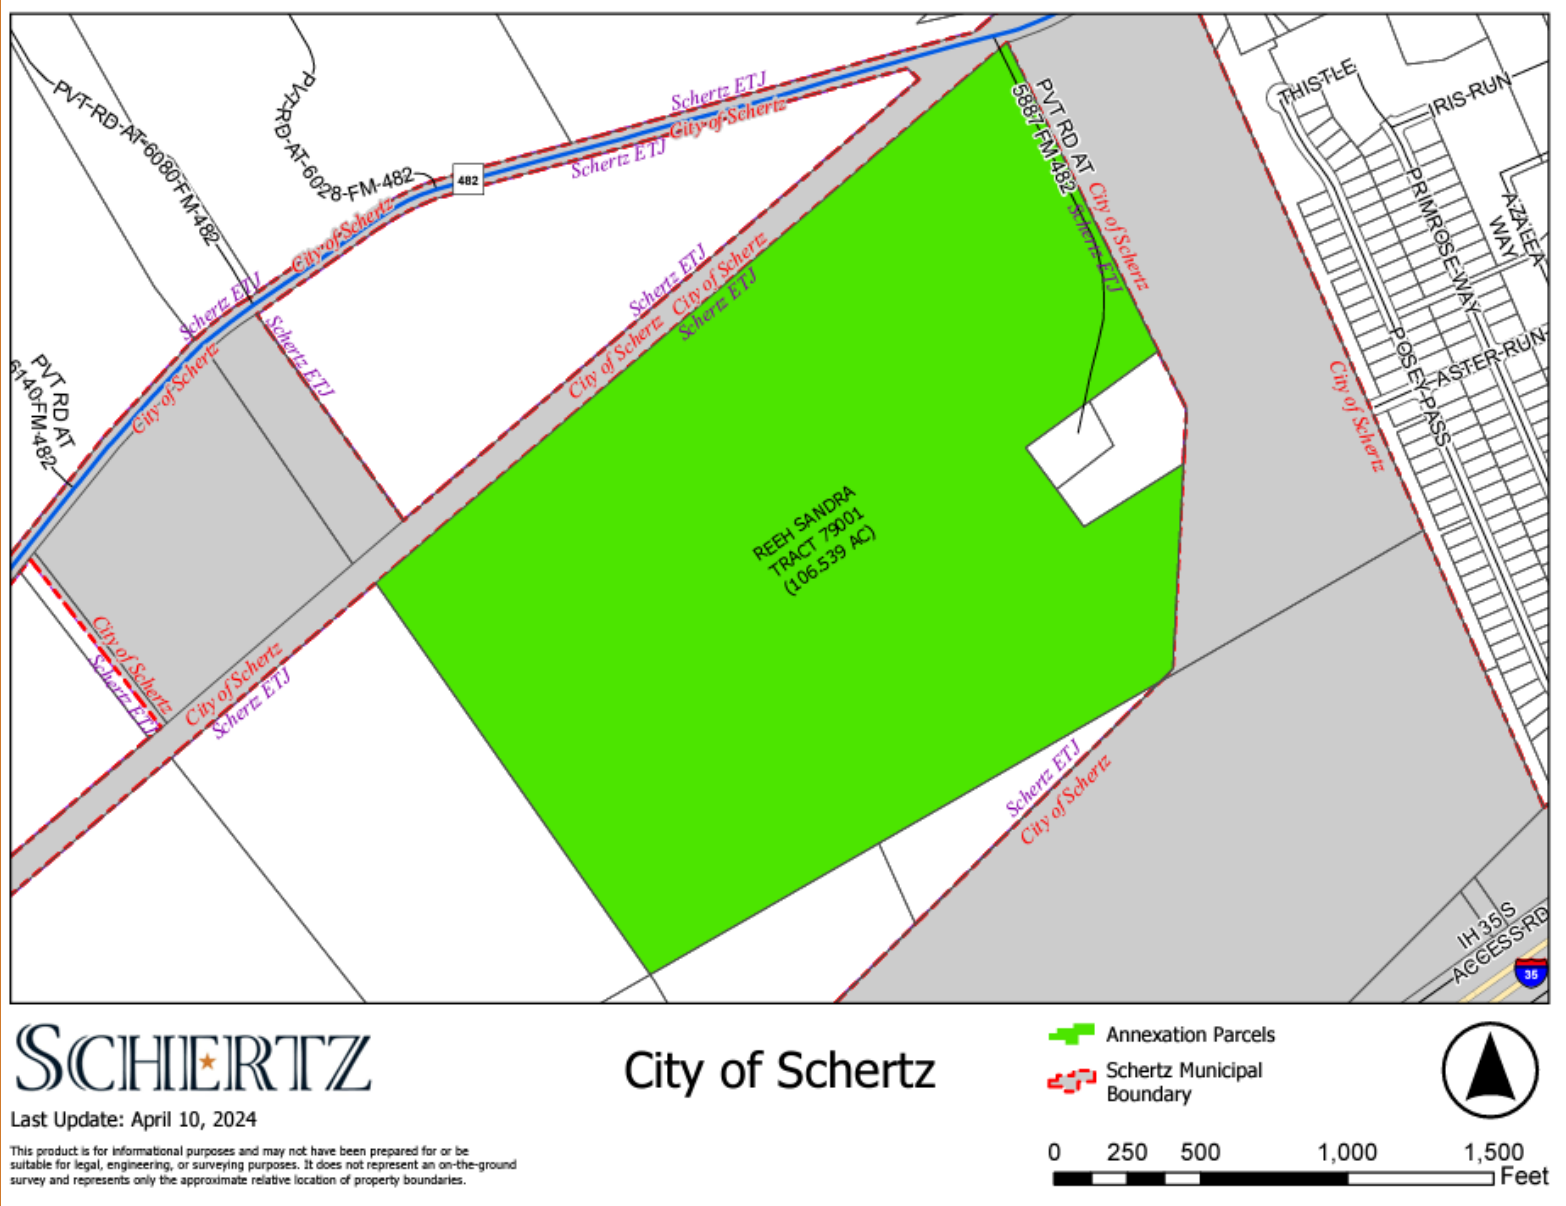 THISTLE
IRIS-RUN
PVT-RD-AT-6080-FM-482
PVT-RD-AT-6028-FM-482
Schertz ETJ
City of Schertz
Schertz ETJ
482
PVT RD AT
5887-FM-482
City of Schertz
Schertz ETJ
PRIMROSE-WAY
AZALEA
WAY
City of Schertz
Schertz ETJ
Schertz ETJ
City of Schertz
Schertz ETJ
Schertz ETJ
City of Schertz
Schertz ETJ
City of Schertz
POSEY-PASS
ASTER-RUN
City of Schertz
PVT RD AT
6140-FM-482
City of Schertz
REEH SANDRA
TRACT 79001
(106.539 AC)
City of Schertz
Schertz ETJ
City of Schertz
Schertz ETJ
Schertz ETJ
City of Schertz
IH 35 S
ACCESS-RD
35
SCHERTZ
Last Update: April 10, 2024
This product is for informational purposes and may not have been prepared for or be
suitable for legal, engineering, or surveying purposes. It does not represent an on-the-ground
survey and represents only the approximate relative location of property boundaries.
City of Schertz
Annexation Parcels
Schertz Municipal
Boundary
0 250 500 1,000 1,500
Feet